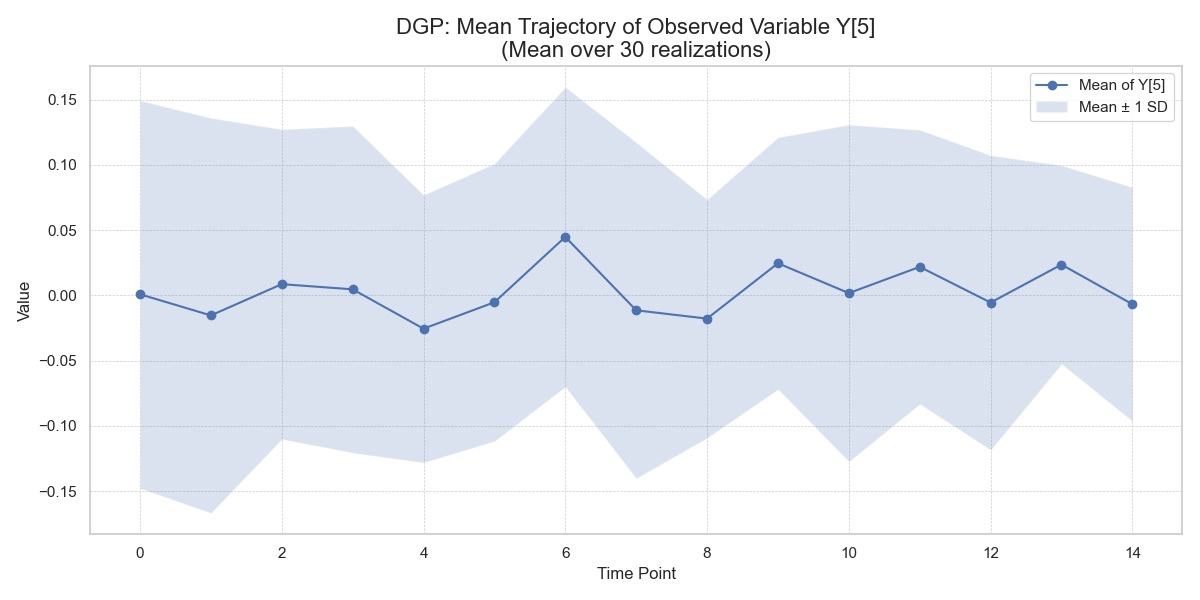 DGP: Mean Trajectory of Observed Variable Y[5]
(Mean over 30 realizations)
Mean of Y[5]
Mean ± 1 SD
Value
0.15
0.10
0.05
0.00
−0.05
−0.10
−0.15
0 2 4 6 8 10 12 14
Time Point